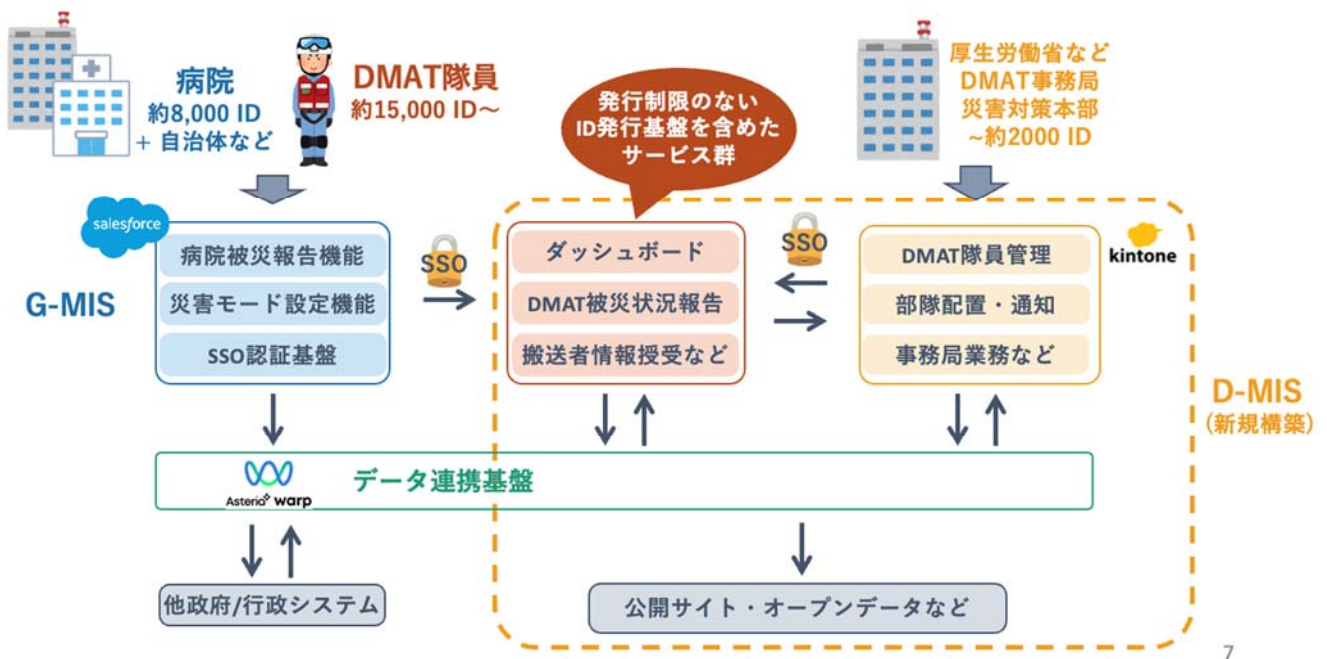 病院
約8,000 ID
+ 自治体など
DMAT隊員
約15,000 ID～
発行制限のない
ID発行基盤を含めた
サービス群
厚生労働省など
DMAT事務局
災害対策本部
~約2000 ID
salesforce
G-MIS
病院被災報告機能
災害モード設定機能
SSO認証基盤
SSO
ダッシュボード
DMAT被災状況報告
搬送者情報授受など
SSO
DMAT隊員管理
部隊配置・通知
事務局業務など
kintone
D-MIS
(新規構築)
Asteria warp
データ連携基盤
他政府/行政システム
公開サイト・オープンデータなど
7